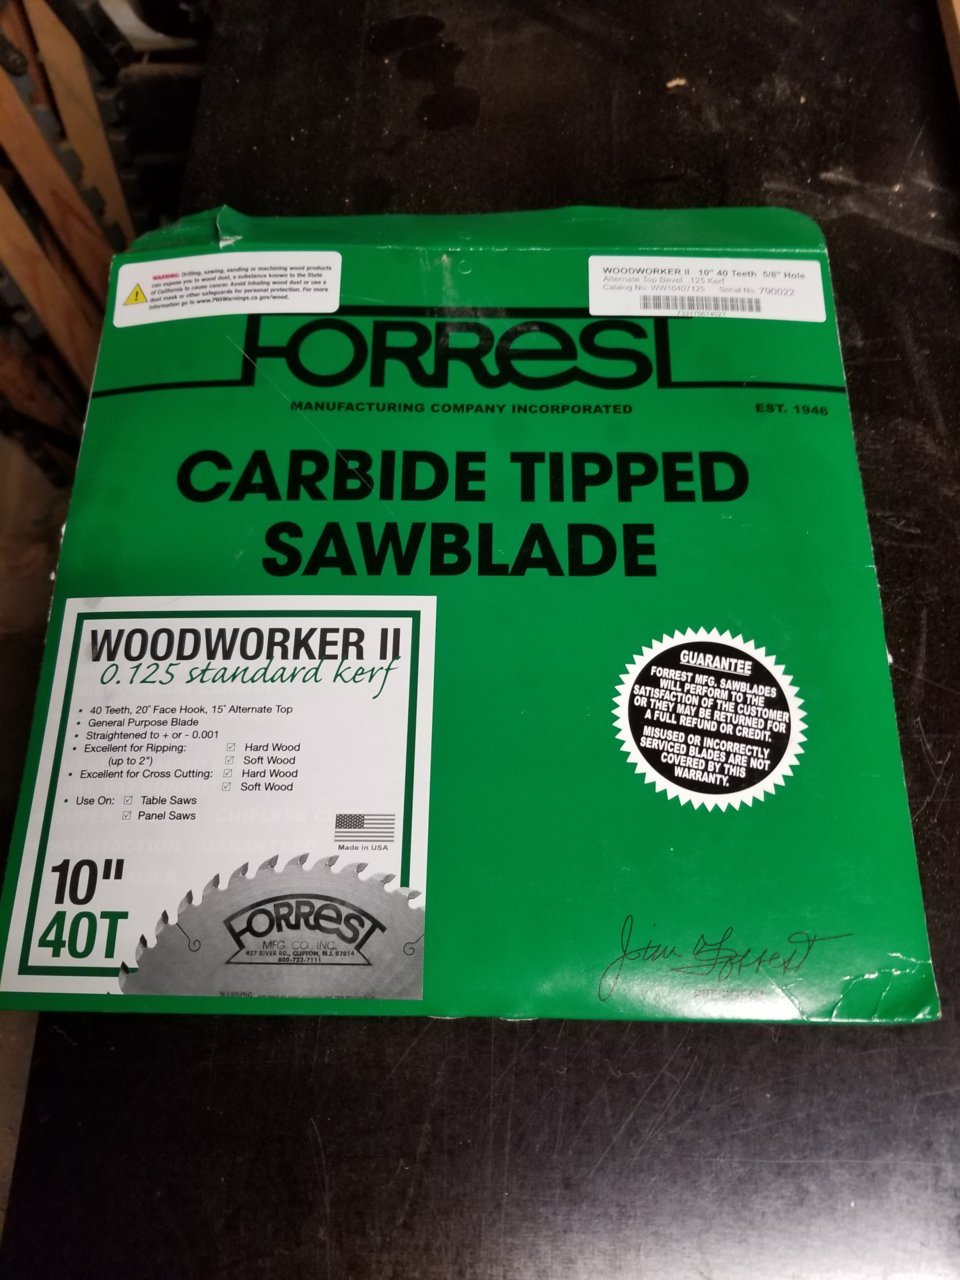 WARNING: Drilling, sawing, sanding or machining wood products
can expose you to wood dust, a substance known to the State
of California to cause cancer. Avoid inhaling wood dust or use a
dust mask or other safeguards for personal protection. For more
information go to www.P65Warnings.ca.gov/wood.
WOODWORKER II 10" 40 Teeth 5/8" Hole
Alternate Top Bevel .125 Kerf
Catalog No. WW10407125 Serial No. 790022
FORREST
MANUFACTURING COMPANY INCORPORATED
EST. 1946
CARBIDE TIPPED
SAWBLADE
WOODWORKER II
0.125 standard kerf
• 40 Teeth, 20° Face Hook, 15° Alternate Top
• General Purpose Blade
• Straightened to + or - 0.001
• Excellent for Ripping: ☑ Hard Wood
(up to 2") ☑ Soft Wood
• Excellent for Cross Cutting: ☑ Hard Wood
☑ Soft Wood
• Use On: ☑ Table Saws
☑ Panel Saws
Made in USA
10"
40T
FORREST
MFG. CO., INC.
457 RIVER RD., CLIFTON, N.J. 07014
800-733-7111
GUARANTEE
FORREST MFG. SAWBLADES
WILL PERFORM TO THE
SATISFACTION OF THE CUSTOMER
OR THEY MAY BE RETURNED FOR
A FULL REFUND OR CREDIT.
MISUSED OR INCORRECTLY
SERVICED BLADES ARE NOT
COVERED BY THIS
WARRANTY.
Jim Forrest
PRESIDENT